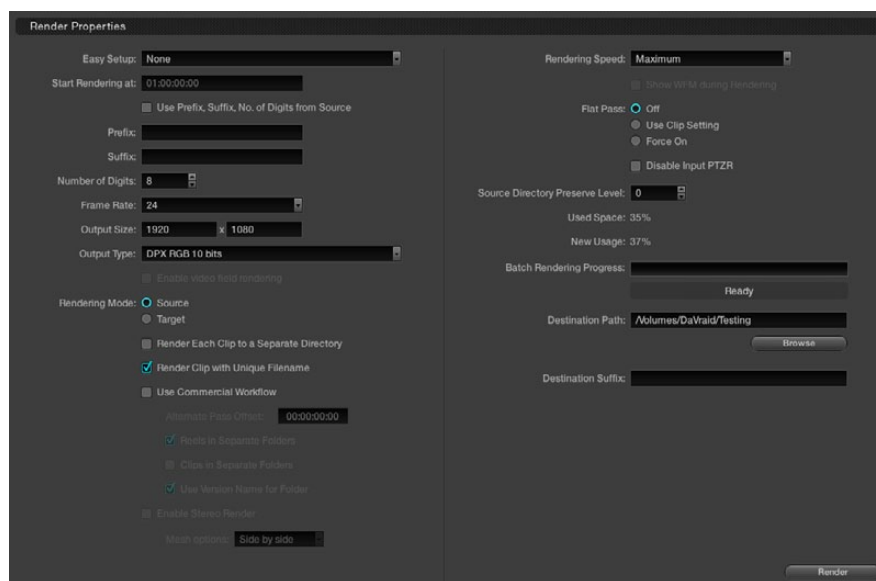 Render Properties
Easy Setup: None
Start Rendering at: 01:00:00:00
Use Prefix, Suffix, No. of Digits from Source
Prefix:
Suffix:
Number of Digits: 8
Frame Rate: 24
Output Size: 1920 x 1080
Output Type: DPX RGB 10 bits
Enable video field rendering
Rendering Mode: Source
Target
Render Each Clip to a Separate Directory
Render Clip with Unique Filename
Use Commercial Workflow
Alternate Pass Offset: 00:00:00:00
Reels in Separate Folders
Clips in Separate Folders
Use Version Name for Folder
Enable Stereo Render
Mesh options: Side by side
Rendering Speed: Maximum
Show WFM during Rendering
Flat Pass: Off
Use Clip Setting
Force On
Disable Input PTZR
Source Directory Preserve Level: 0
Used Space: 35%
New Usage: 37%
Batch Rendering Progress:
Ready
Destination Path: /Volumes/DaVraid/Testing
Browse
Destination Suffix:
Render